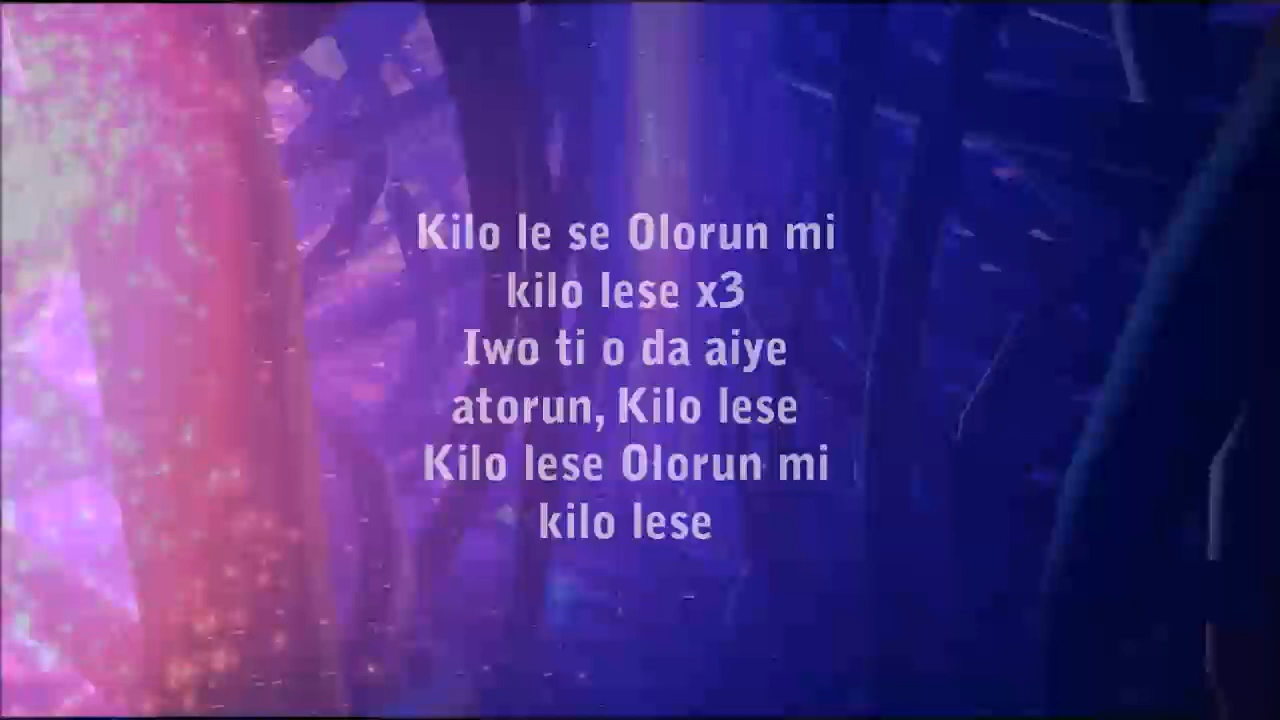 Kilo le se Olorun mi
kilo lese x3
Iwo ti o da aiye
atorun, Kilo lese
Kilo lese Olorun mi
kilo lese